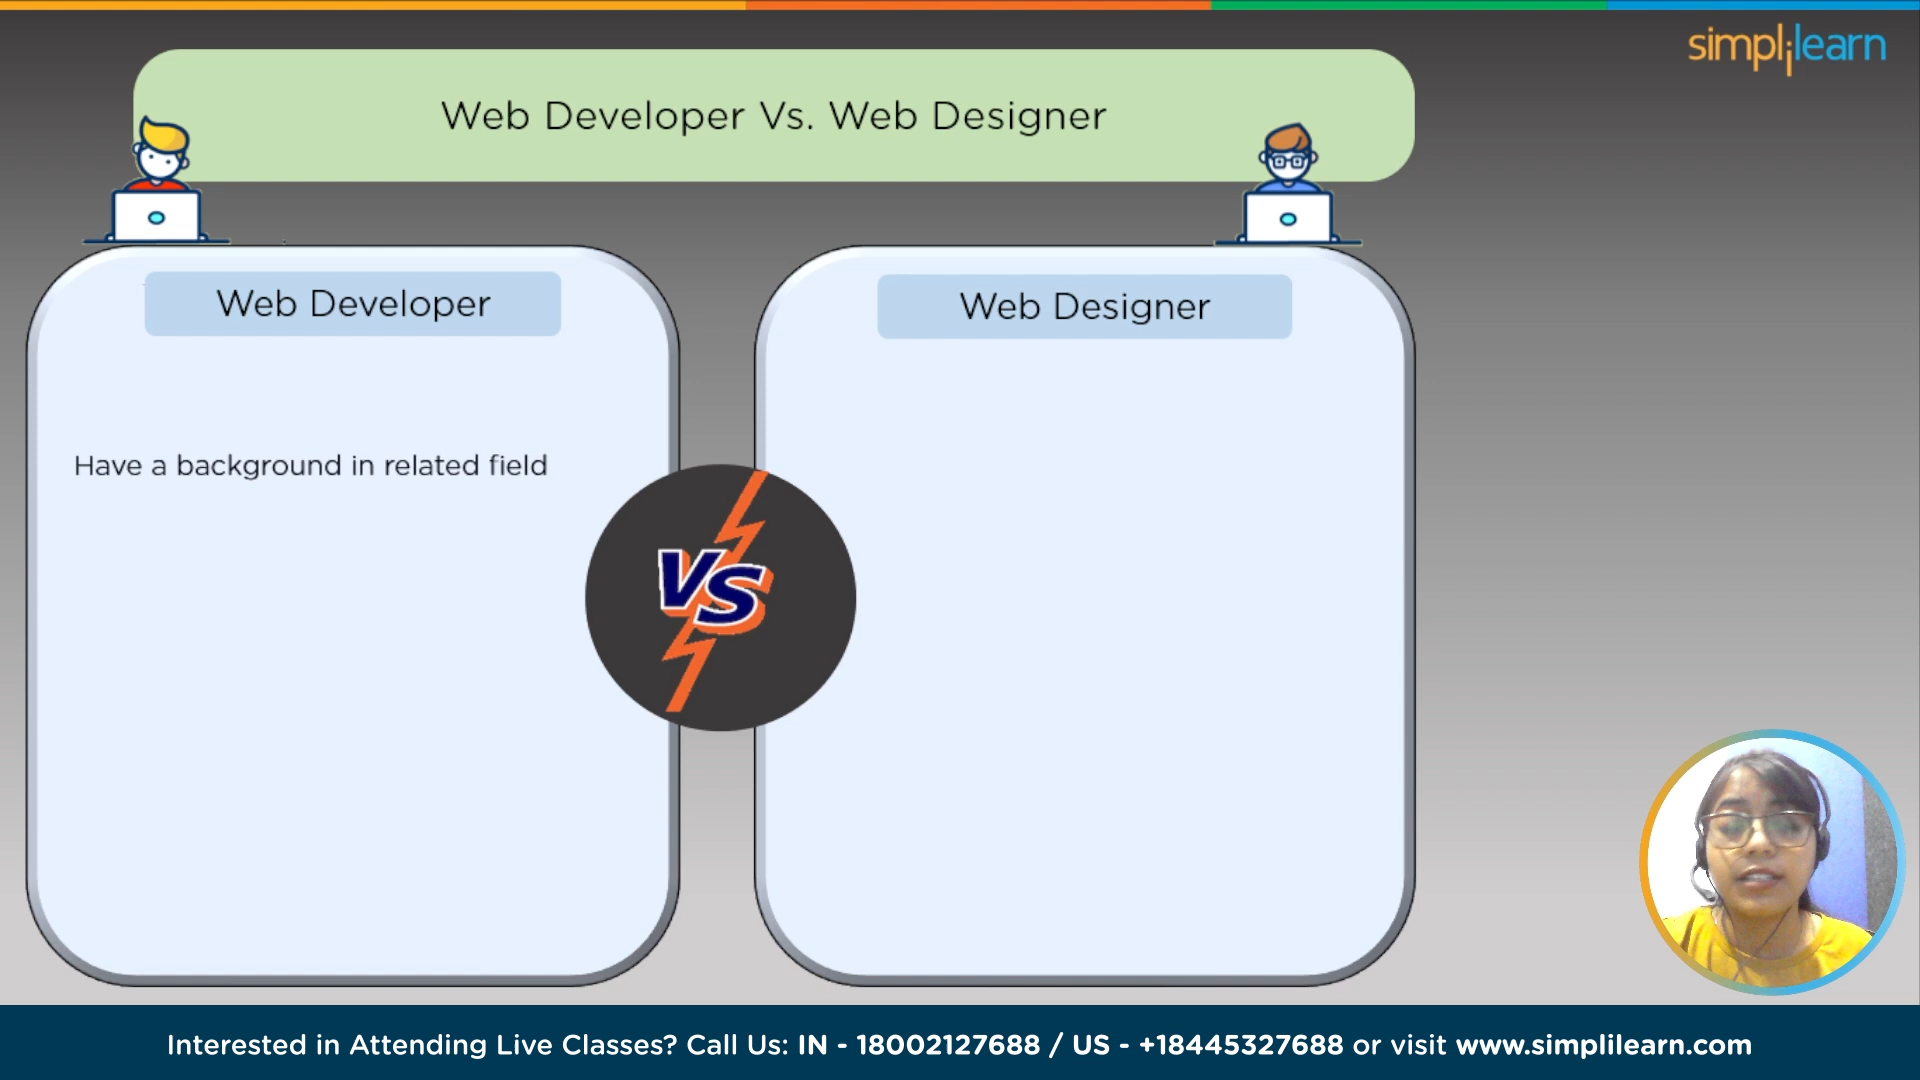 simplilearn
Web Developer Vs. Web Designer
Web Developer
Web Designer
Have a background in related field
VS
Interested in Attending Live Classes? Call Us: IN - 18002127688 / US - +18445327688 or visit www.simplilearn.com